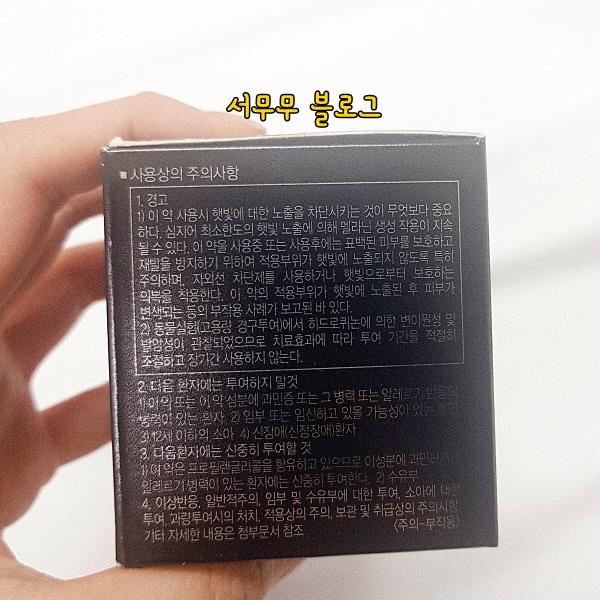 서무무 블로그
■ 사용상의 주의사항
1. 경고
1) 이 약 사용시 햇빛에 대한 노출을 차단시키는 것이 무엇보다 중요
하다. 심지어 최소한도의 햇빛 노출에 의해 멜라닌 생성 작용이 지속
될 수 있다. 이 약을 사용중 또는 사용후에는 표백된 피부를 보호하고
재발을 방지하기 위하여 적용부위가 햇빛에 노출되지 않도록 특히
주의하며, 자외선 차단제를 사용하거나 햇빛으로부터 보호하는
의복을 착용한다. 이 약의 적용부위가 햇빛에 노출된 후 피부가
변색되는 등의 부작용 사례가 보고된 바 있다.
2) 동물실험(고용량 경구투여)에서 히드로퀴논에 의한 변이원성 및
발암성이 관찰되었으므로 치료효과에 따라 투여 기간을 적절히
조절하고 장기간 사용하지 않는다.
2. 다음 환자에는 투여하지 말것
1) 이 약 또는 이 약 성분에 과민증 또는 그 병력 또는 알레르기 반응의
병력이 있는 환자 2) 임부 또는 임신하고 있을 가능성이 있는
3) 12세 이하의 소아 4) 신장애(신장장애)환자
3. 다음환자에는 신중히 투여할 것
1) 이 약은 프로필렌글리콜을 함유하고 있으므로 이성분에 과민하거나
알레르기 병력이 있는 환자에는 신중히 투여한다. 2) 수유부
4. 이상반응, 일반적주의, 임부 및 수유부에 대한 투여, 소아에 대한
투여, 과량투여시의 처치, 적용상의 주의, 보관 및 취급상의 주의사항
기타 자세한 내용은 첨부문서 참조 (주의-부직용)